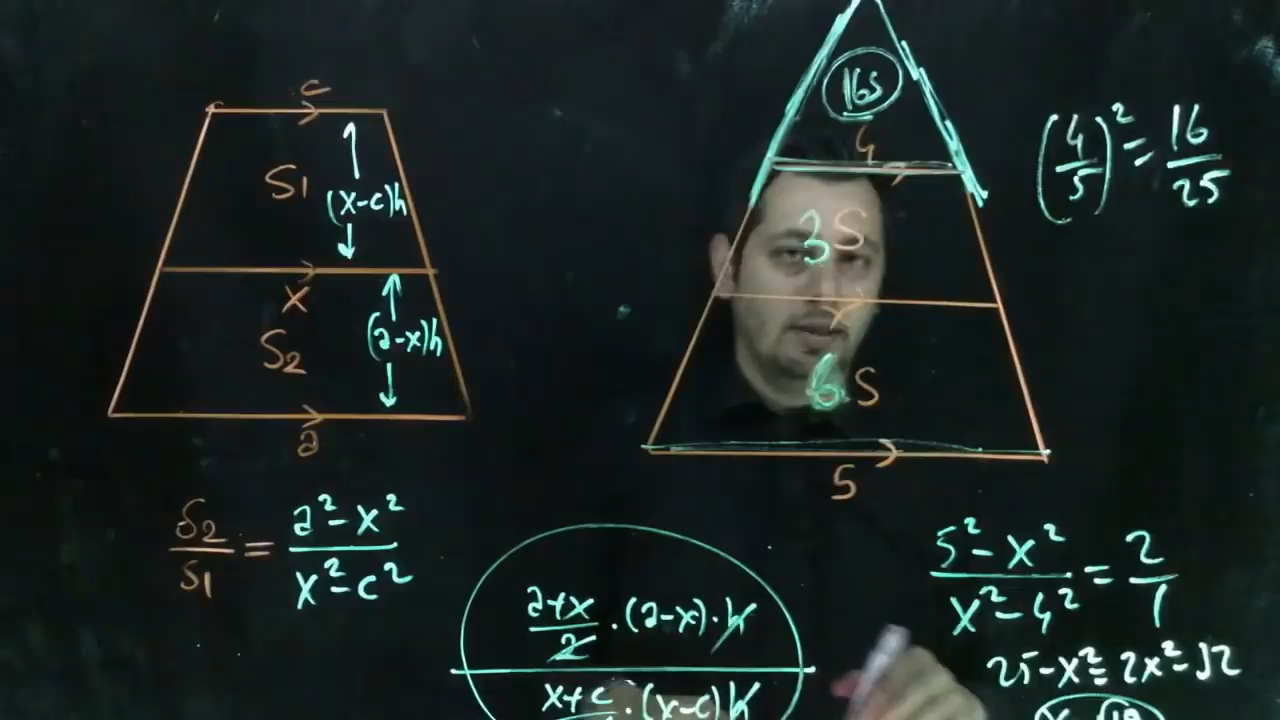 c
S1
(x-c)h
x
S2
(a-x)h
a
S2/S1 = a²-x²/x²-c²
16S
4
3S
x
6S
5
(4/5)² = 16/25
a+x/2 · (a-x) · h
x+c · (x-c) h
5²-x²/x²-4² = 2/1
25-x² = 2x²-32